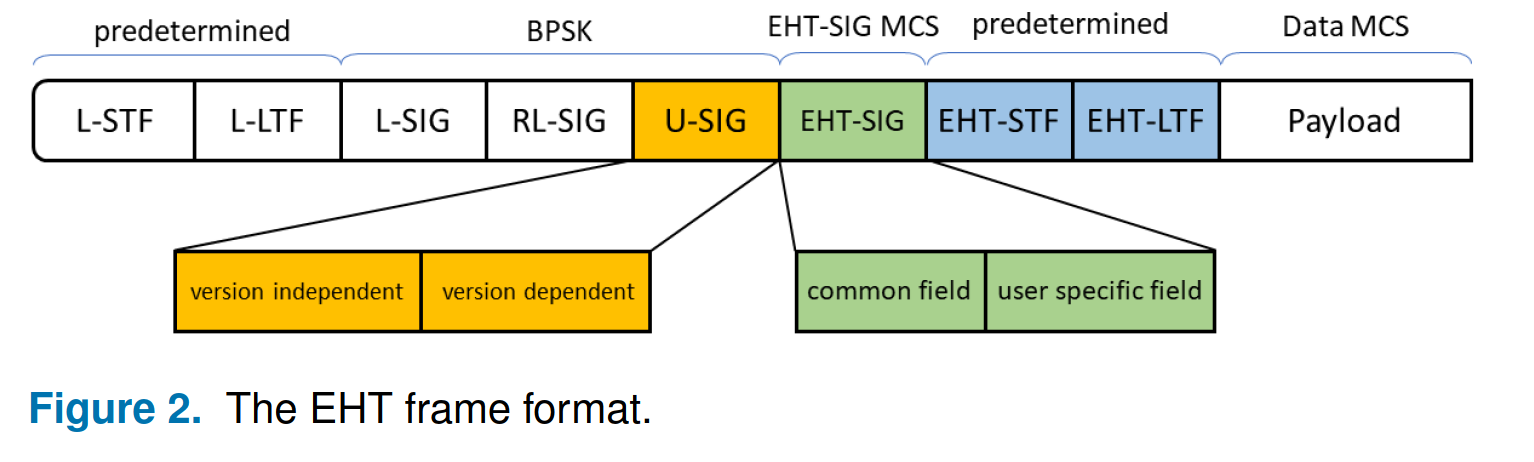 predetermined BPSK EHT-SIG MCS predetermined Data MCS
L-STF L-LTF L-SIG RL-SIG U-SIG EHT-SIG EHT-STF EHT-LTF Payload
version independent version dependent common field user specific field
Figure 2. The EHT frame format.